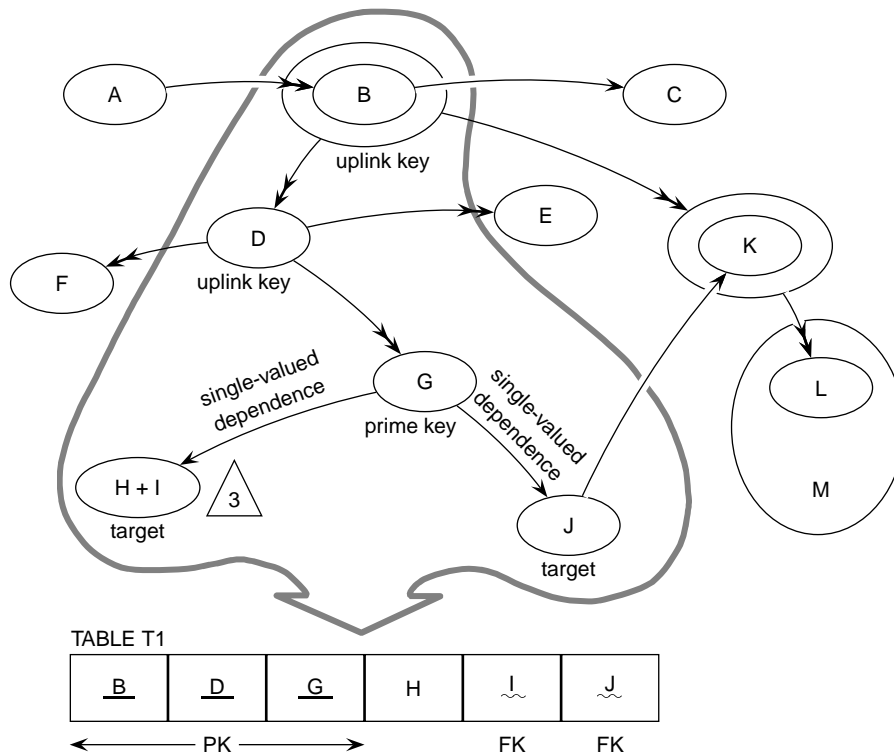 A
B
C
uplink key
D
E
K
F
uplink key
single-valued
dependence
G
single-valued
dependence
L
prime key
H + I
3
M
target
J
target
TABLE T1
B D G H I J
PK FK FK